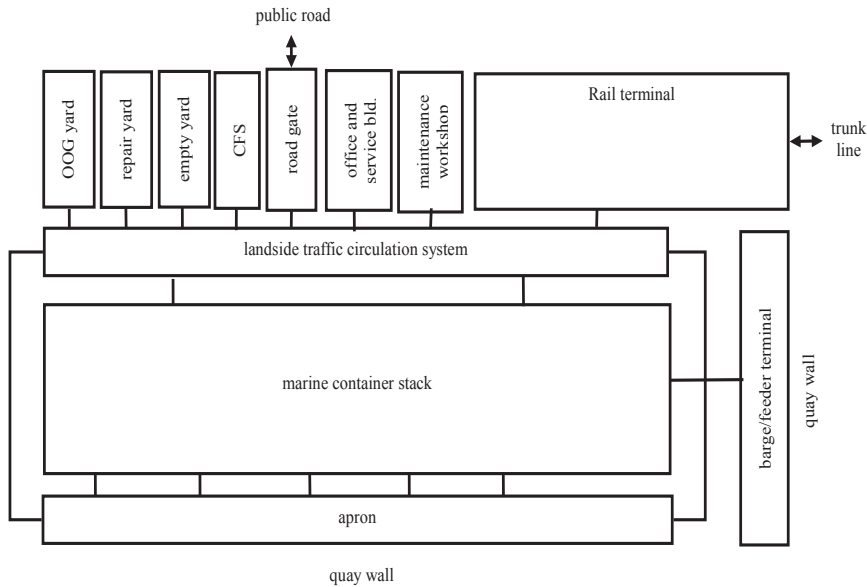 public road
OOG yard
repair yard
empty yard
CFS
road gate
office and
service bld.
maintenance
workshop
Rail terminal
trunk
line
landside traffic circulation system
marine container stack
barge/feeder terminal
quay wall
apron
quay wall